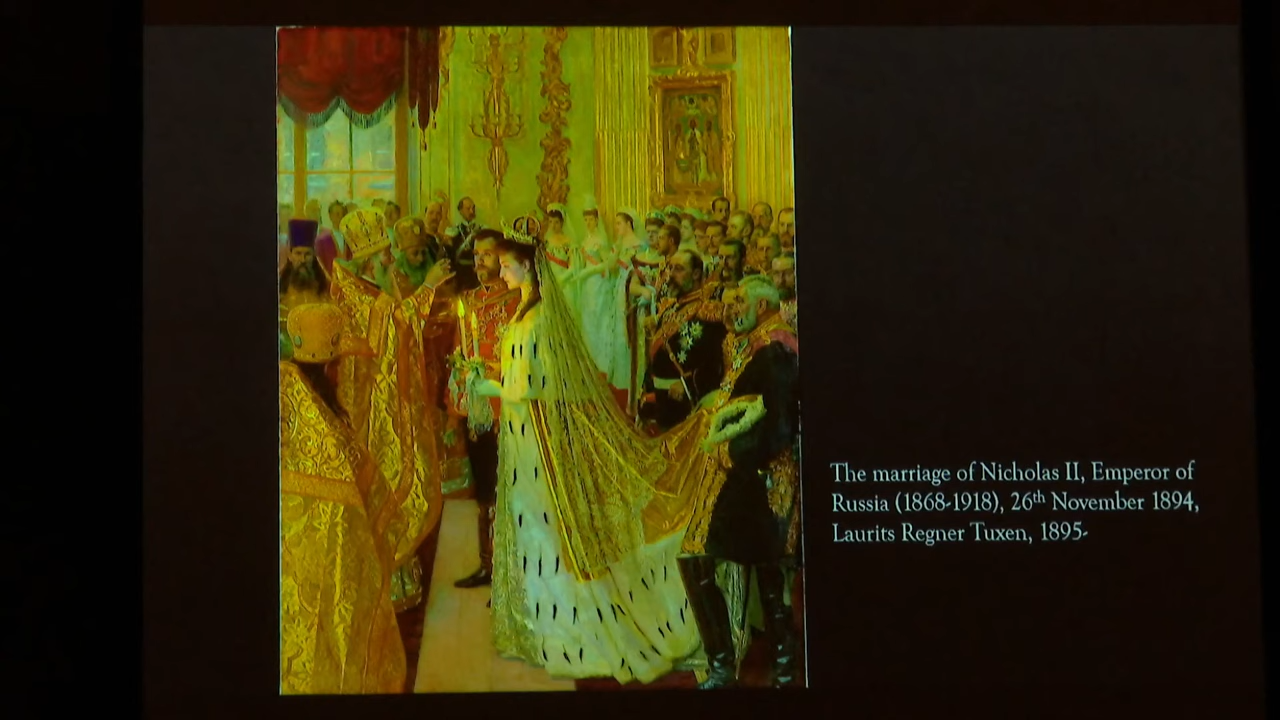 The marriage of Nicholas II, Emperor of
Russia (1868-1918), 26th November 1894,
Laurits Regner Tuxen, 1895-